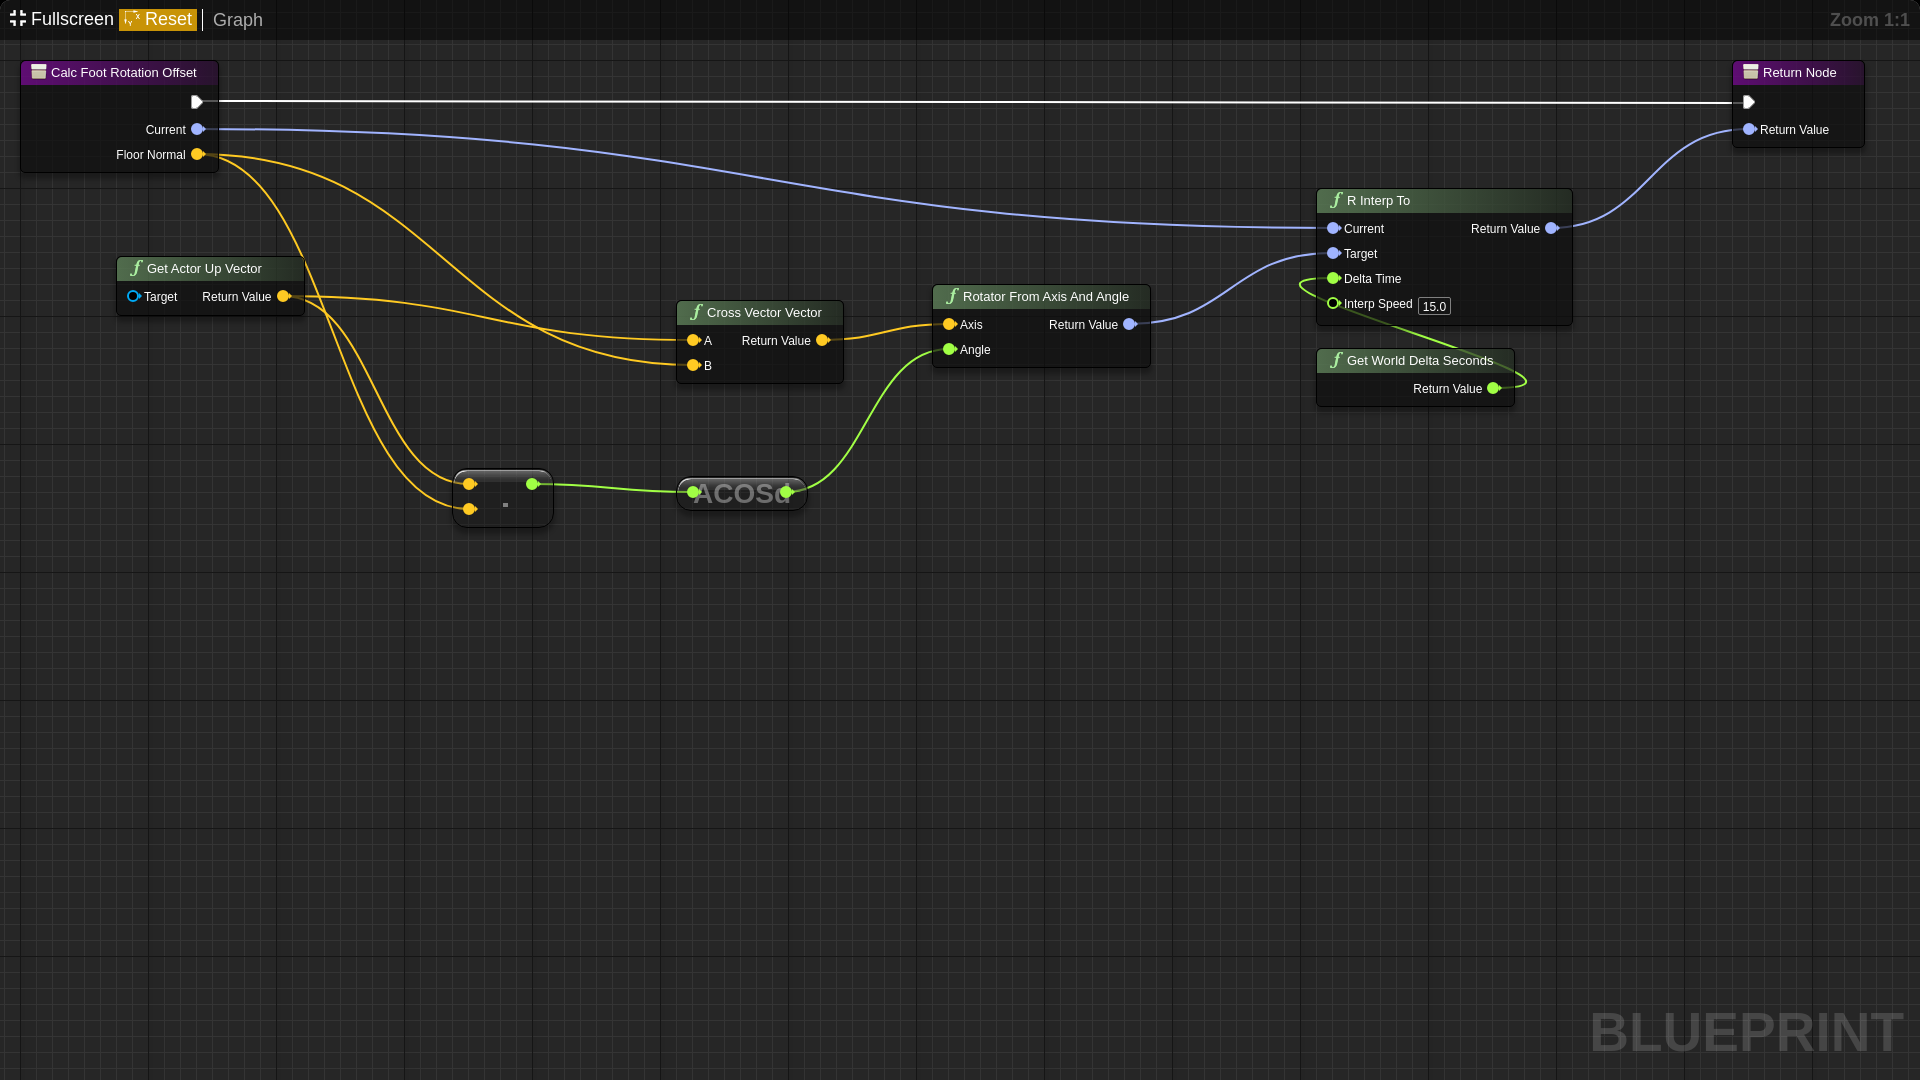 Fullscreen Reset Graph Zoom 1:1
Calc Foot Rotation Offset
Current
Floor Normal
Return Node
Return Value
R Interp To
Current Return Value
Target
Delta Time
Interp Speed 15.0
Get Actor Up Vector
Target Return Value
Cross Vector Vector
A Return Value
B
Rotator From Axis And Angle
Axis Return Value
Angle
Get World Delta Seconds
Return Value
.
ACOSd
BLUEPRINT